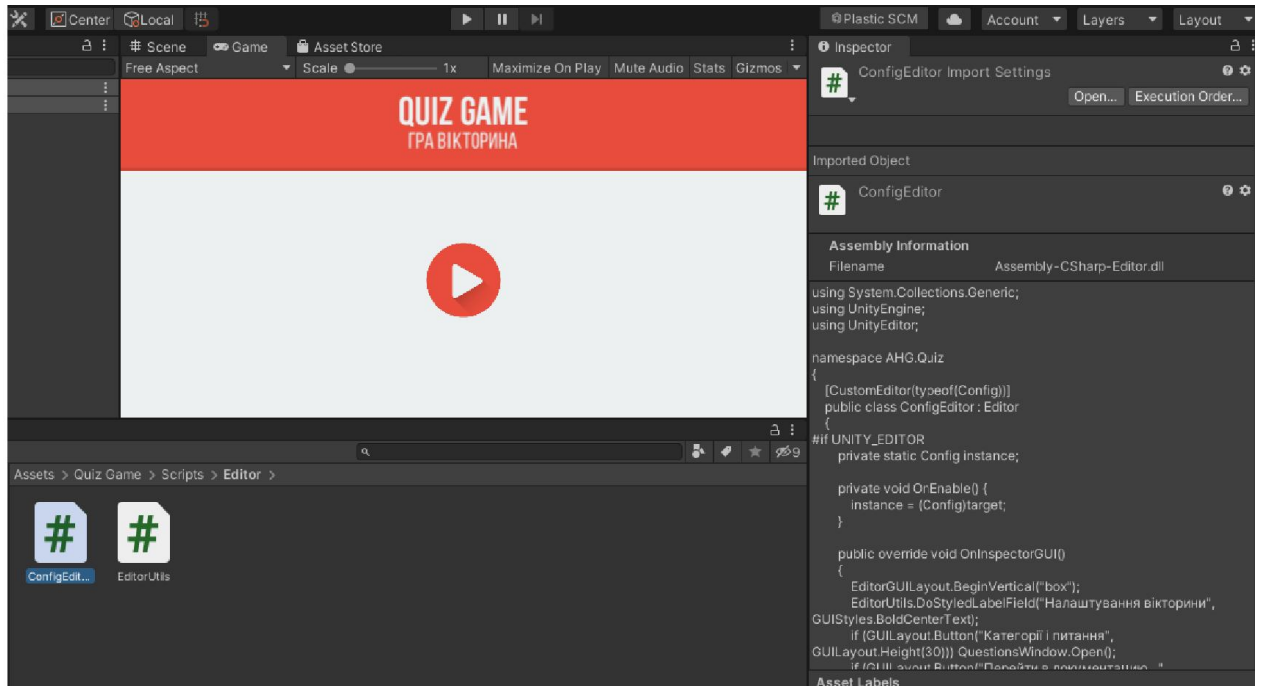 Center Local Plastic SCM Account Layers Layout
# Scene Game Asset Store Inspector
Free Aspect Scale 1x Maximize On Play Mute Audio Stats Gizmos
ConfigEditor Import Settings
Open... Execution Order...
QUIZ GAME
ГРА ВІКТОРИНА
Imported Object
#
ConfigEditor
Assembly Information
Filename Assembly-CSharp-Editor.dll
using System.Collections.Generic;
using UnityEngine;
using UnityEditor;
namespace AHG.Quiz
{
[CustomEditor(typeof(Config))]
public class ConfigEditor : Editor
{
#if UNITY_EDITOR
private static Config instance;
private void OnEnable() {
instance = (Config)target;
}
public override void OnInspectorGUI()
{
EditorGUILayout.BeginVertical("box");
EditorUtils.DoStyledLabelField("Налаштування вікторини",
GUIStyles.BoldCenterText);
if (GUILayout.Button("Категорії і питання",
GUILayout.Height(30))) QuestionsWindow.Open();
if (GUILayout.Button("Перейти в документацію..."
Asset Labels
9
Assets > Quiz Game > Scripts > Editor >
# #
ConfigEdit... EditorUtils